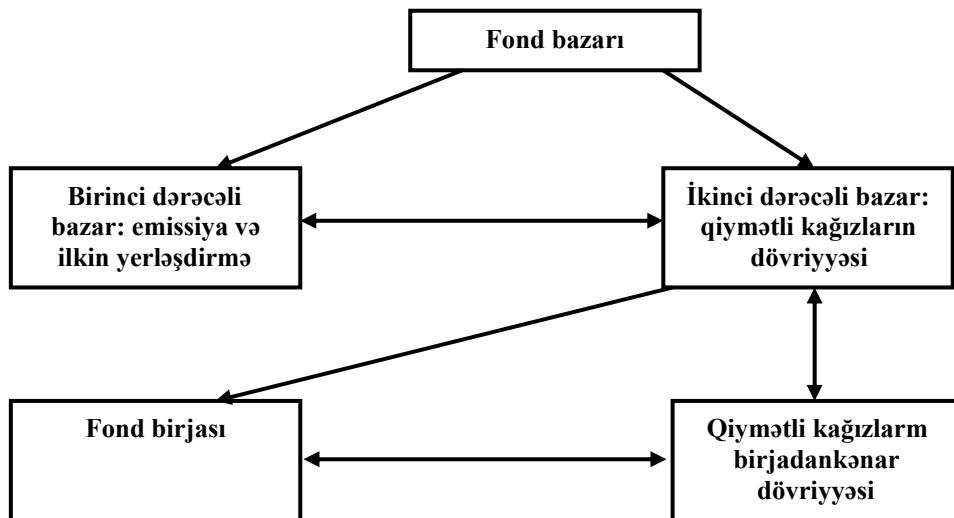 Fond bazarı
Birinci dərəcəli
bazar: emissiya və
ilkin yerləşdirmə
İkinci dərəcəli bazar:
qiymətli kağızların
dövriyyəsi
Fond birjası
Qiymətli kağızlarm
birjadankənar
dövriyyəsi